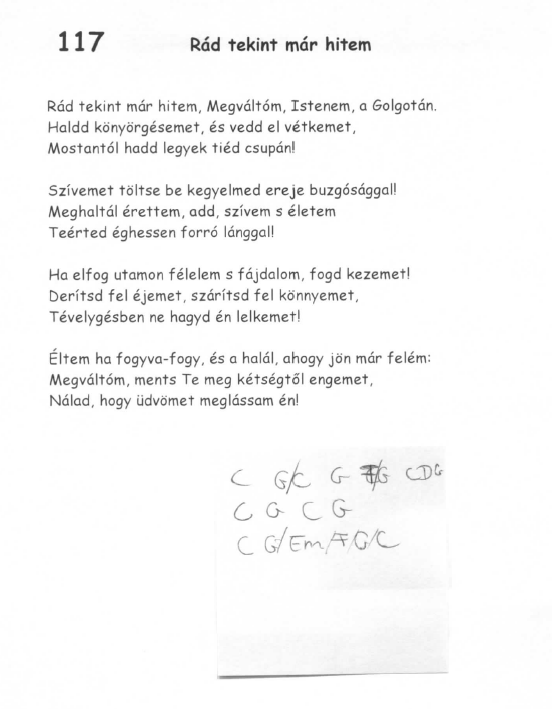 117 Rád tekint már hitem
Rád tekint már hitem, Megváltóm, Istenem, a Golgotán.
Haldd könyörgésemet, és vedd el vétkemet,
Mostantól hadd legyek tiéd csupán!
Szívemet töltse be kegyelmed ereje buzgósággal!
Meghaltál érettem, add, szívem s életem
Teérted éghessen forró lánggal!
Ha elfog utamon félelem s fájdalom, fogd kezemet!
Derítsd fel éjemet, szárítsd fel könnyemet,
Tévelygésben ne hagyd én lelkemet!
Éltem ha fogyva-fogy, és a halál, ahogy jön már felém:
Megváltóm, ments Te meg kétségtől engemet,
Nálad, hogy üdvömet meglássam én!
C G/C G /G CDG
C G C G
C G/Em/F/G/C